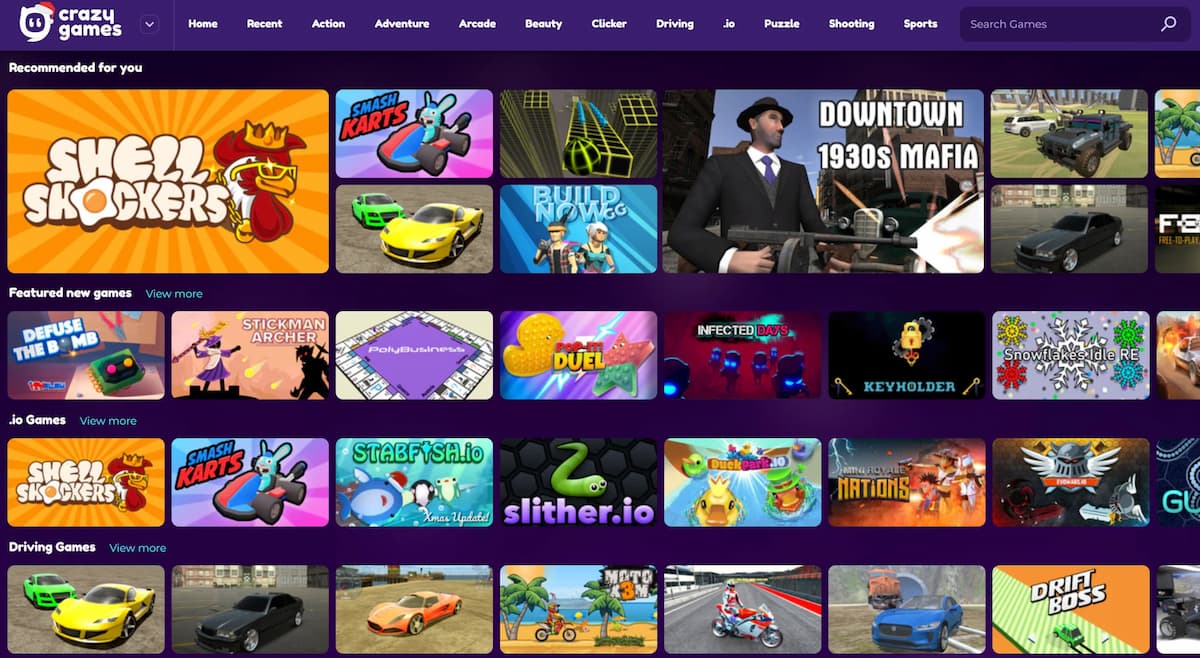 crazy
games
Home
Recent
Action
Adventure
Arcade
Beauty
Clicker
Driving
.io
Puzzle
Shooting
Sports
Search Games
Recommended for you
SHELL
SHOCKERS
SMASH
KARTS
BUILD
NOW GG
DOWNTOWN
1930s MAFIA
FREE-TO-PLAY
Featured new games
View more
DEFUSE
THE BOMB
STICKMAN
ARCHER
POLYBUSINESS
POP IT!
DUEL
INFECTED DA7S
KEYHOLDER
Snowflakes Idle RE
.io Games
View more
SHELL
SHOCKERS
SMASH
KARTS
STABFISH.io
Xmas Update!
slither.io
DuckPark.io
MINI ROYALE
NATIONS
EVOWARS.IO
GU
Driving Games
View more
MOTO
X3M
DRIFT
BOSS